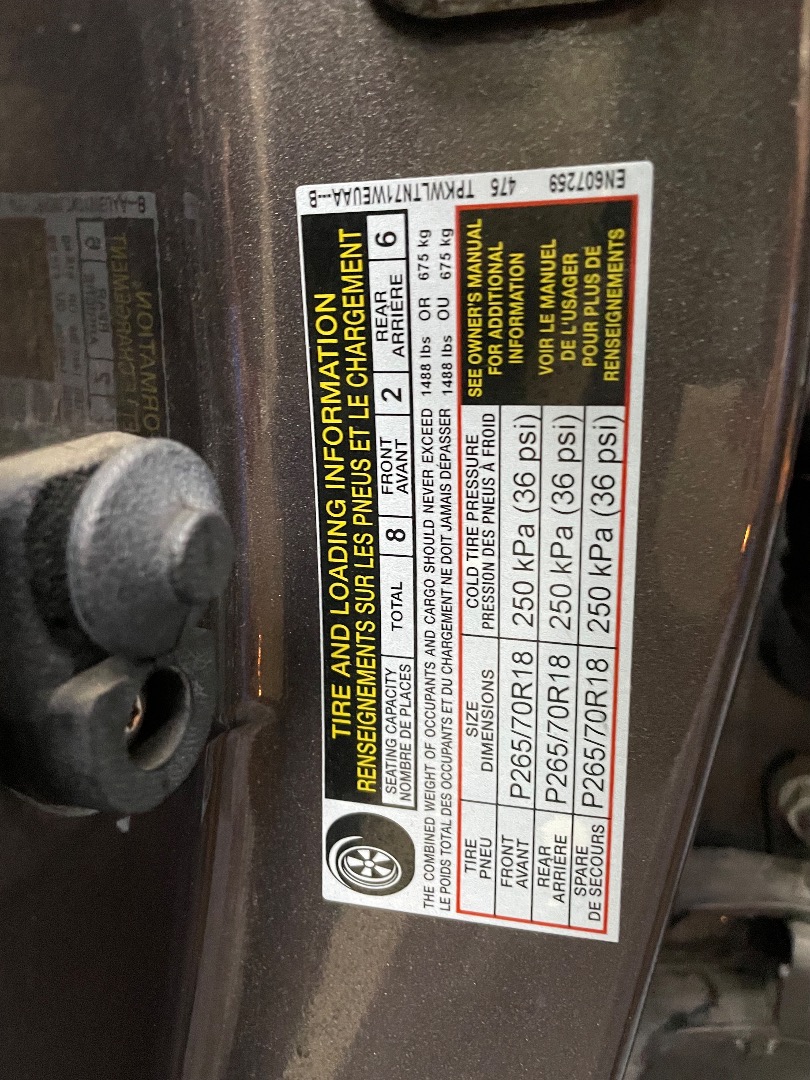 TPKWLTN71WEUAA---B 476 EN607259
TIRE AND LOADING INFORMATION
RENSEIGNEMENTS SUR LES PNEUS ET LE CHARGEMENT
SEATING CAPACITY
NOMBRE DE PLACES
TOTAL 8
FRONT
AVANT
2
REAR
ARRIÈRE
6
THE COMBINED WEIGHT OF OCCUPANTS AND CARGO SHOULD NEVER EXCEED 1488 lbs OR 675 kg
LE POIDS TOTAL DES OCCUPANTS ET DU CHARGEMENT NE DOIT JAMAIS DÉPASSER 1488 lbs OU 675 kg
TIRE
PNEU
SIZE
DIMENSIONS
COLD TIRE PRESSURE
PRESSION DES PNEUS À FROID
FRONT
AVANT
P265/70R18 250 kPa (36 psi)
REAR
ARRIÈRE
P265/70R18 250 kPa (36 psi)
SPARE
DE SECOURS
P265/70R18 250 kPa (36 psi)
SEE OWNER'S MANUAL
FOR ADDITIONAL
INFORMATION
VOIR LE MANUEL
DE L'USAGER
POUR PLUS DE
RENSEIGNEMENTS